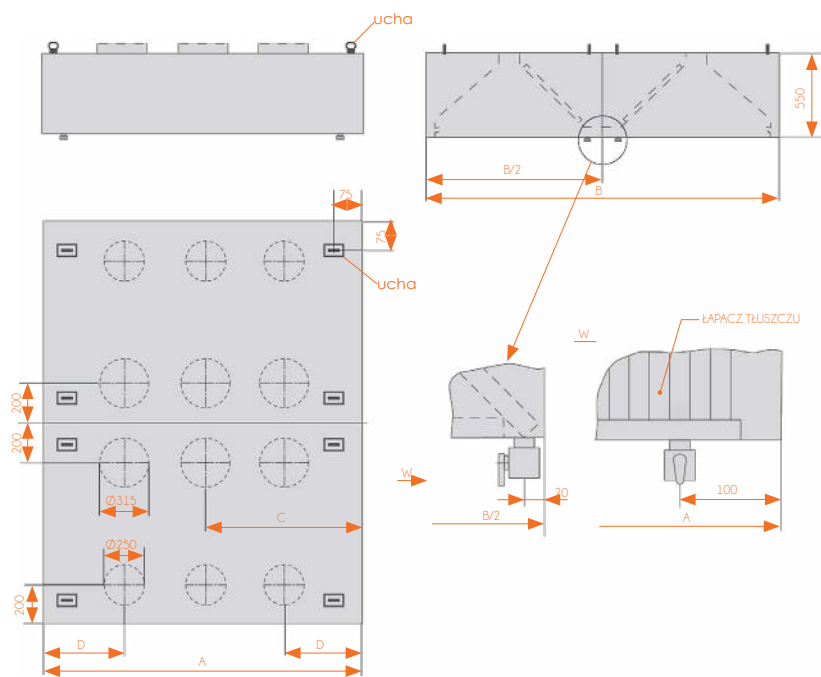 ucha
550
B/2
B
75
75
ucha
ŁAPACZ TŁUSZCZU
W
200
200
W
20
100
Ø315
C
B/2
A
Ø250
200
D
D
A